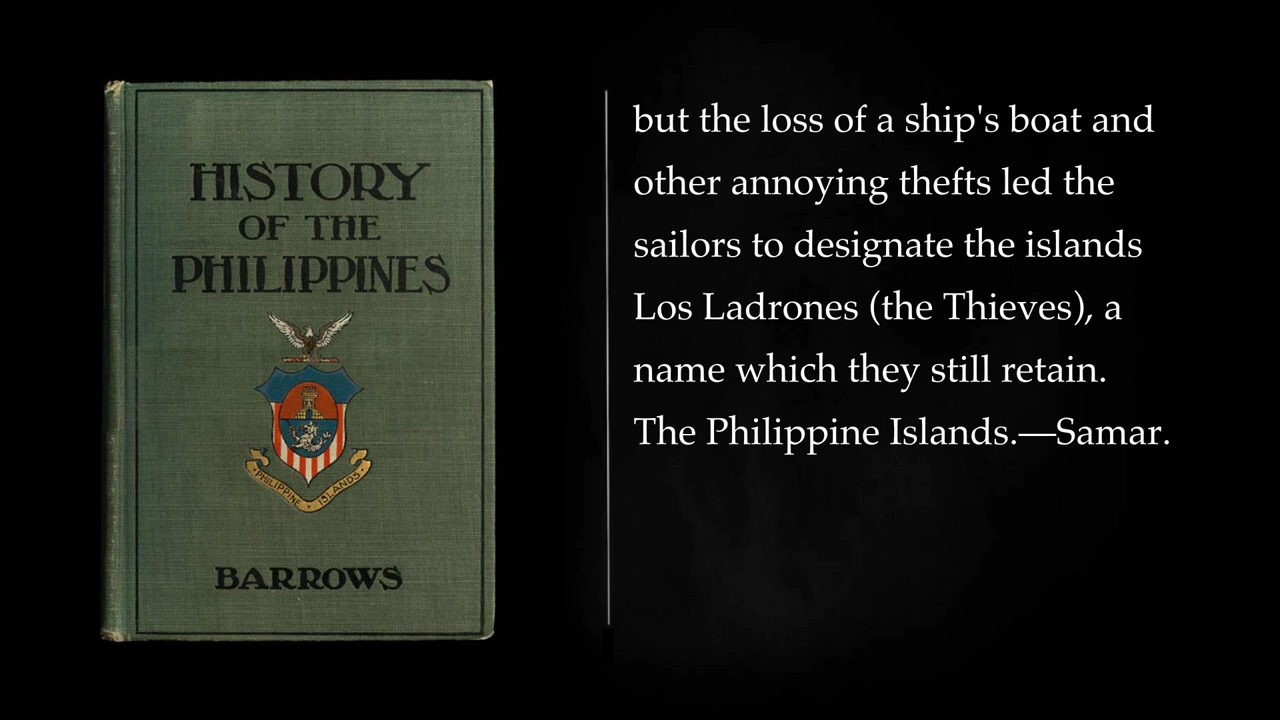 HISTORY
OF THE
PHILIPPINES
PHILIPPINE ISLANDS
BARROWS
but the loss of a ship's boat and
other annoying thefts led the
sailors to designate the islands
Los Ladrones (the Thieves), a
name which they still retain.
The Philippine Islands.—Samar.